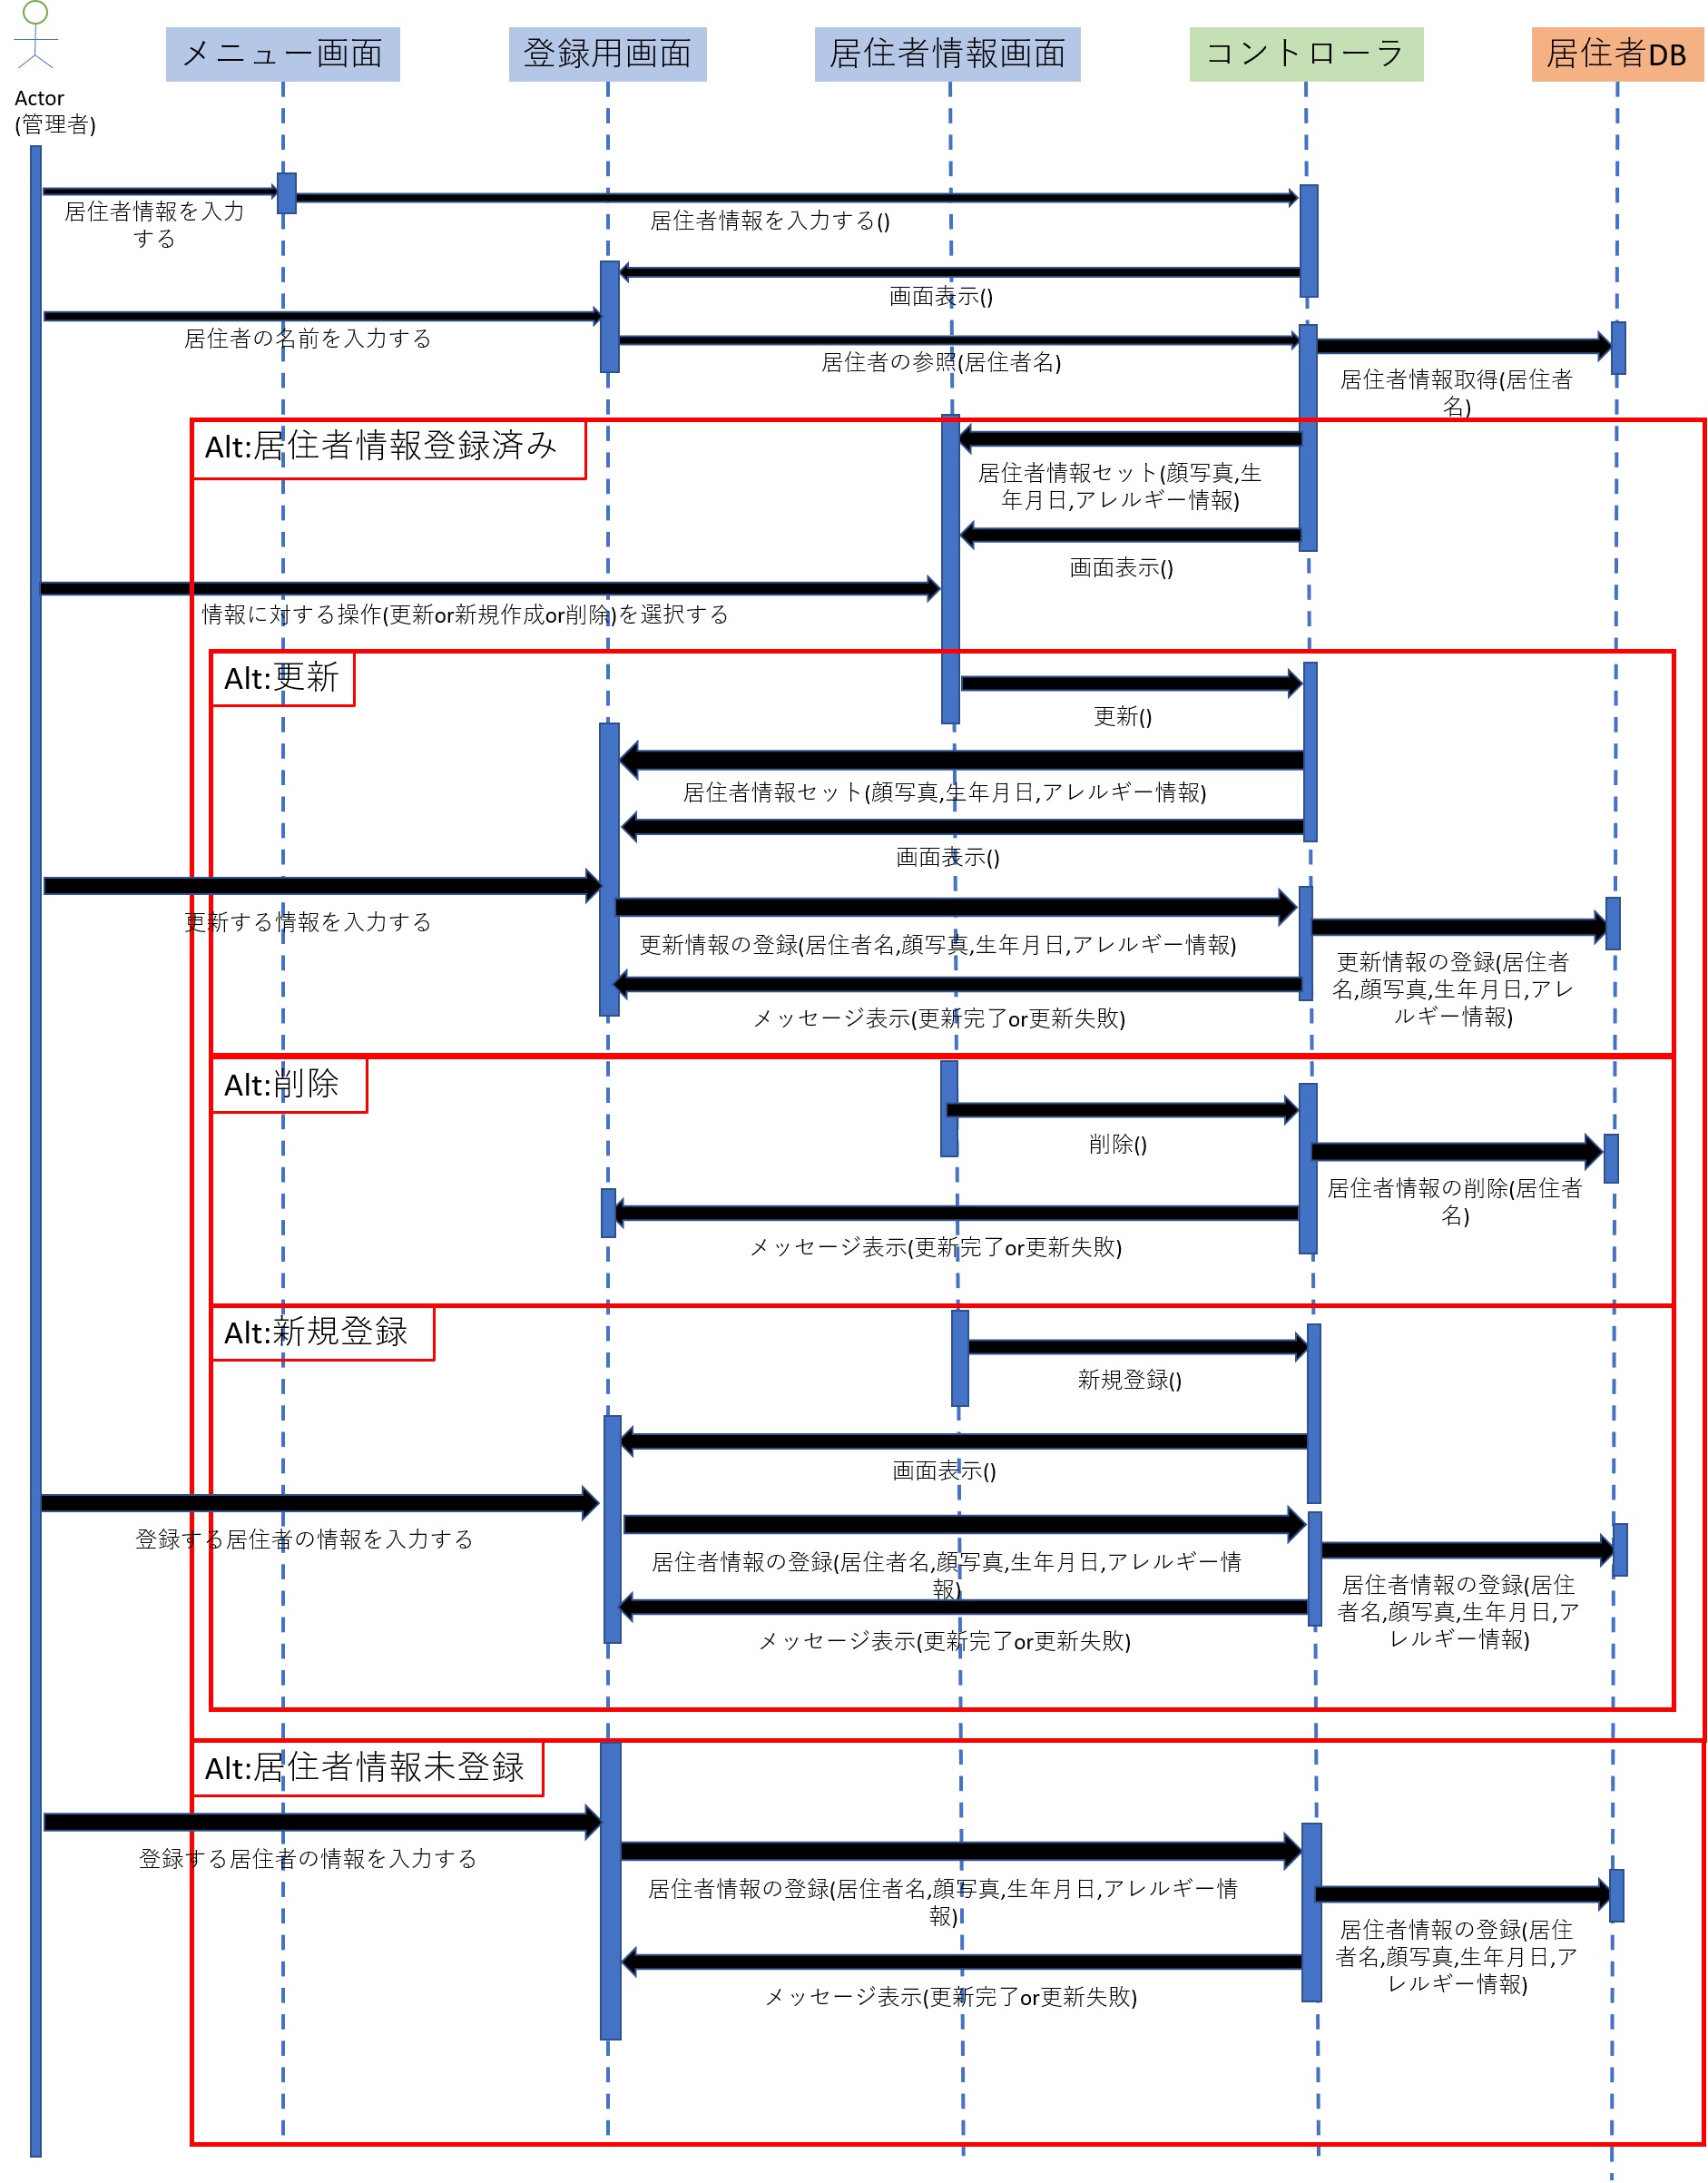 メニュー画面
登録用画面
居住者情報画面
コントローラ
居住者DB
Actor
(管理者)
居住者情報を入力
する
居住者情報を入力する()
画面表示()
居住者の名前を入力する
居住者の参照(居住者名)
居住者情報取得(居住者
名)
Alt:居住者情報登録済み
居住者情報セット(顔写真,生
年月日,アレルギー情報)
画面表示()
情報に対する操作(更新or新規作成or削除)を選択する
Alt:更新
更新()
居住者情報セット(顔写真,生年月日,アレルギー情報)
画面表示()
更新する情報を入力する
更新情報の登録(居住者名,顔写真,生年月日,アレルギー情報)
更新情報の登録(居住者
名,顔写真,生年月日,アレ
ルギー情報)
メッセージ表示(更新完了or更新失敗)
Alt:削除
削除()
居住者情報の削除(居住者
名)
メッセージ表示(更新完了or更新失敗)
Alt:新規登録
新規登録()
画面表示()
登録する居住者の情報を入力する
居住者情報の登録(居住者名,顔写真,生年月日,アレルギー情
報)
居住者情報の登録(居住
者名,顔写真,生年月日,ア
レルギー情報)
メッセージ表示(更新完了or更新失敗)
Alt:居住者情報未登録
登録する居住者の情報を入力する
居住者情報の登録(居住者名,顔写真,生年月日,アレルギー情
報)
居住者情報の登録(居住
者名,顔写真,生年月日,ア
レルギー情報)
メッセージ表示(更新完了or更新失敗)